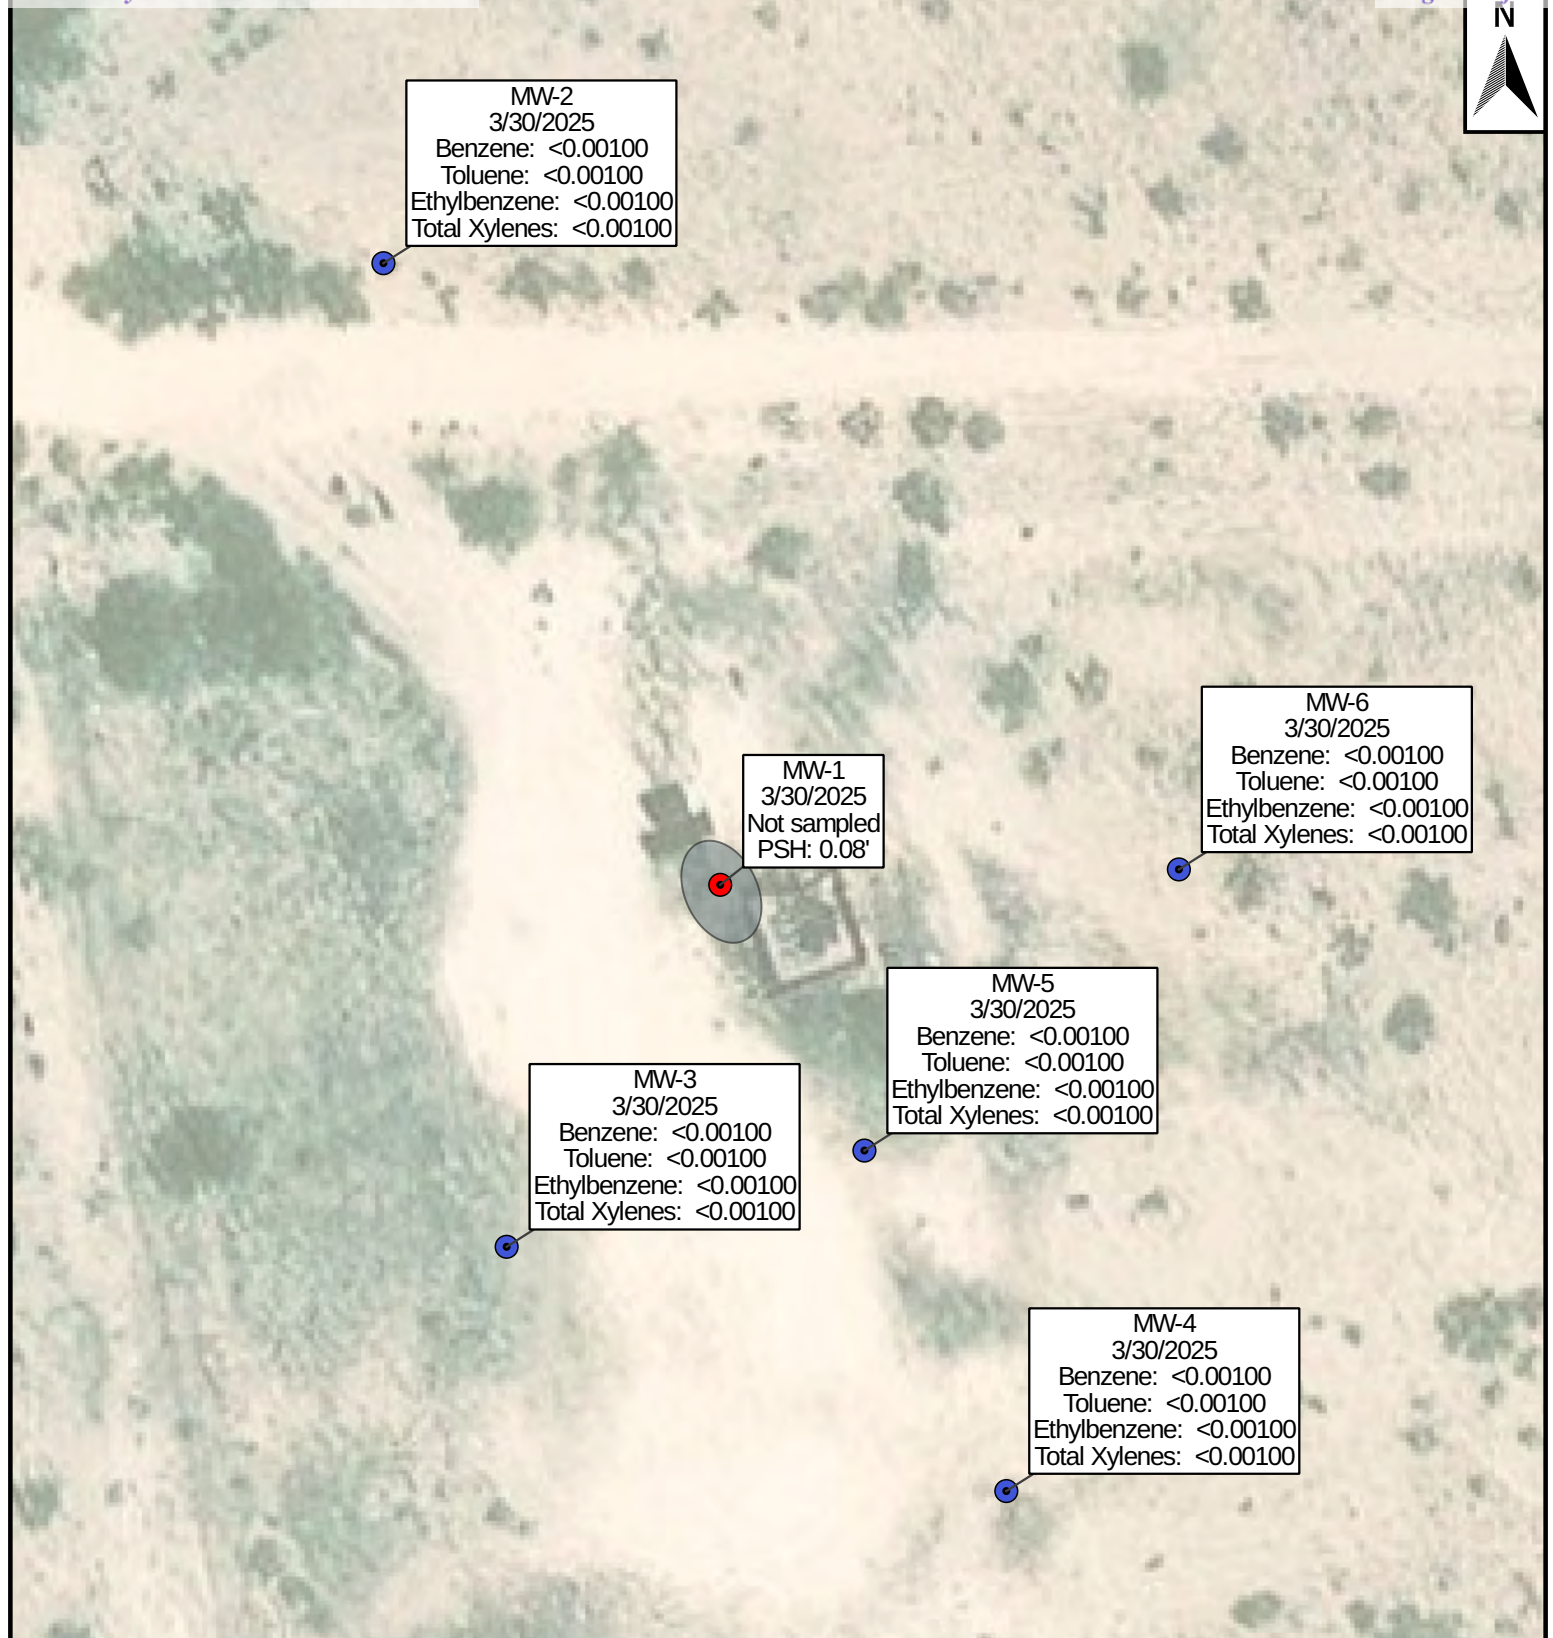 N
MW-2
3/30/2025
Benzene: <0.00100
Toluene: <0.00100
Ethylbenzene: <0.00100
Total Xylenes: <0.00100
MW-6
3/30/2025
Benzene: <0.00100
Toluene: <0.00100
Ethylbenzene: <0.00100
Total Xylenes: <0.00100
MW-1
3/30/2025
Not sampled
PSH: 0.08'
MW-5
3/30/2025
Benzene: <0.00100
Toluene: <0.00100
Ethylbenzene: <0.00100
Total Xylenes: <0.00100
MW-3
3/30/2025
Benzene: <0.00100
Toluene: <0.00100
Ethylbenzene: <0.00100
Total Xylenes: <0.00100
MW-4
3/30/2025
Benzene: <0.00100
Toluene: <0.00100
Ethylbenzene: <0.00100
Total Xylenes: <0.00100